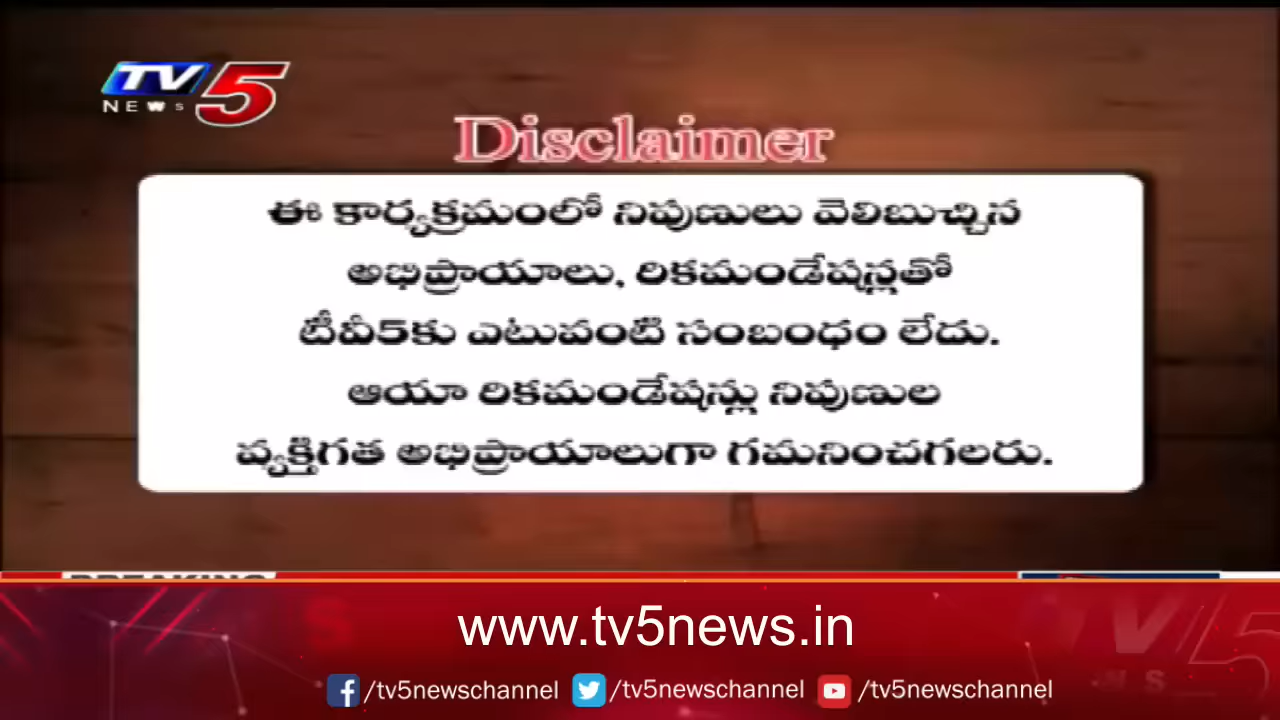 TV5
NEWS
Disclaimer
ఈ కార్యక్రమంలో నిపుణులు వెలిబుచ్చిన
అభిప్రాయాలు, రికమండేషన్లతో
టీవీ5కు ఎటువంటి సంబంధం లేదు.
ఆయా రికమండేషన్లు నిపుణుల
వ్యక్తిగత అభిప్రాయాలుగా గమనించగలరు.
BREAKING
www.tv5news.in
/tv5newschannel /tv5newschannel /tv5newschannel